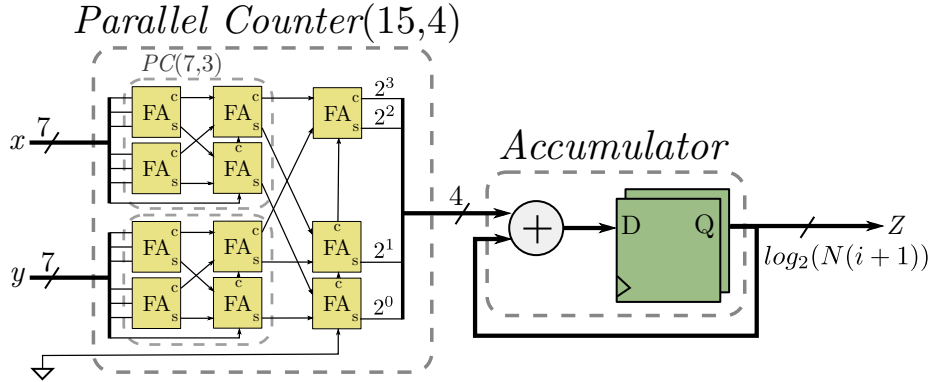 Parallel Counter(15,4)
PC(7,3)
x 7
FA c s
FA c s
FA c s
FA c s
FA c s
2^3
2^2
y 7
FA c s
FA c s
FA c s
FA c s
FA c s
2^1
FA c s
2^0
4
Accumulator
+
D Q
Z
log_2(N(i+1))